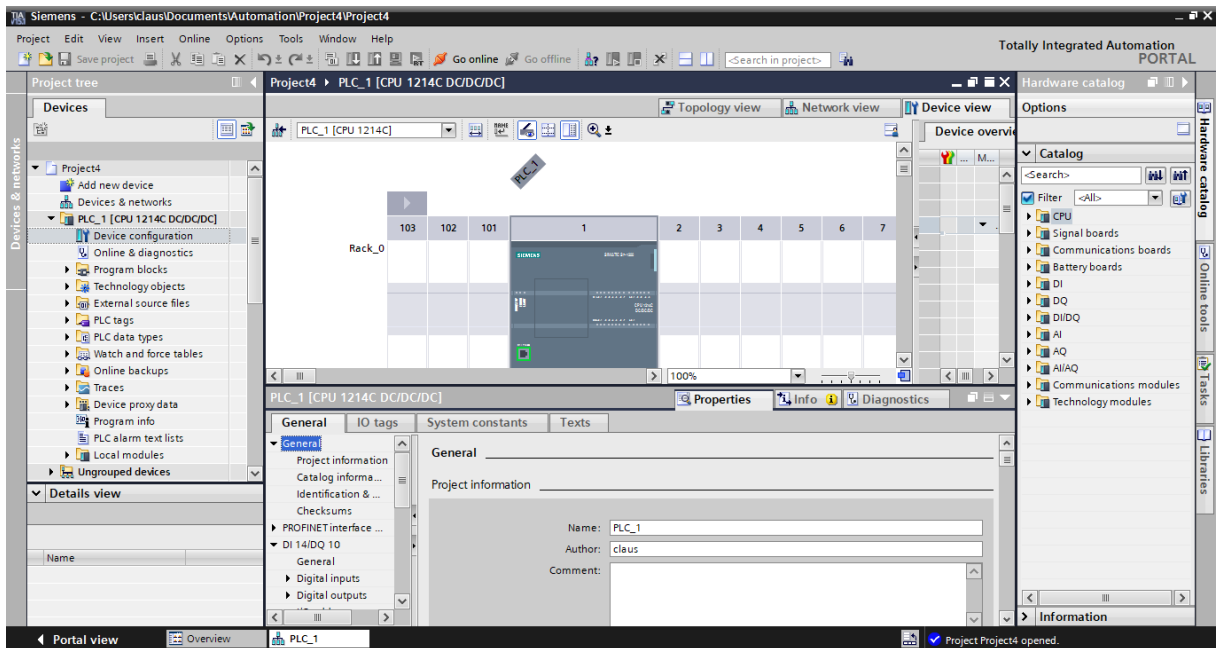 Siemens - C:\Users\claus\Documents\Automation\Project4\Project4
Project Edit View Insert Online Options Tools Window Help
Totally Integrated Automation
PORTAL
Save project
Go online
Go offline
<Search in project>
Project tree
Devices
Devices & networks
Project4
Add new device
Devices & networks
PLC_1 [CPU 1214C DC/DC/DC]
Device configuration
Online & diagnostics
Program blocks
Technology objects
External source files
PLC tags
PLC data types
Watch and force tables
Online backups
Traces
Device proxy data
Program info
PLC alarm text lists
Local modules
Ungrouped devices
Details view
Name
Project4 PLC_1 [CPU 1214C DC/DC/DC]
Topology view
Network view
Device view
PLC_1 [CPU 1214C]
PLC_1
103 102 101 1 2 3 4 5 6 7
Rack_0
SIEMENS
100%
Device overvie
... M...
PLC_1 [CPU 1214C DC/DC/DC]
Properties
Info
Diagnostics
General IO tags System constants Texts
General
Project information
Catalog informa...
Identification & ...
Checksums
PROFINET interface ...
DI 14/DQ 10
General
Digital inputs
Digital outputs
General
Project information
Name: PLC_1
Author: claus
Comment:
Hardware catalog
Options
Catalog
<Search>
Filter <All>
CPU
Signal boards
Communications boards
Battery boards
DI
DQ
DI/DQ
AI
AQ
AI/AQ
Communications modules
Technology modules
Information
Hardware catalog
Online tools
Tasks
Libraries
Portal view
Overview
PLC_1
Project Project4 opened.